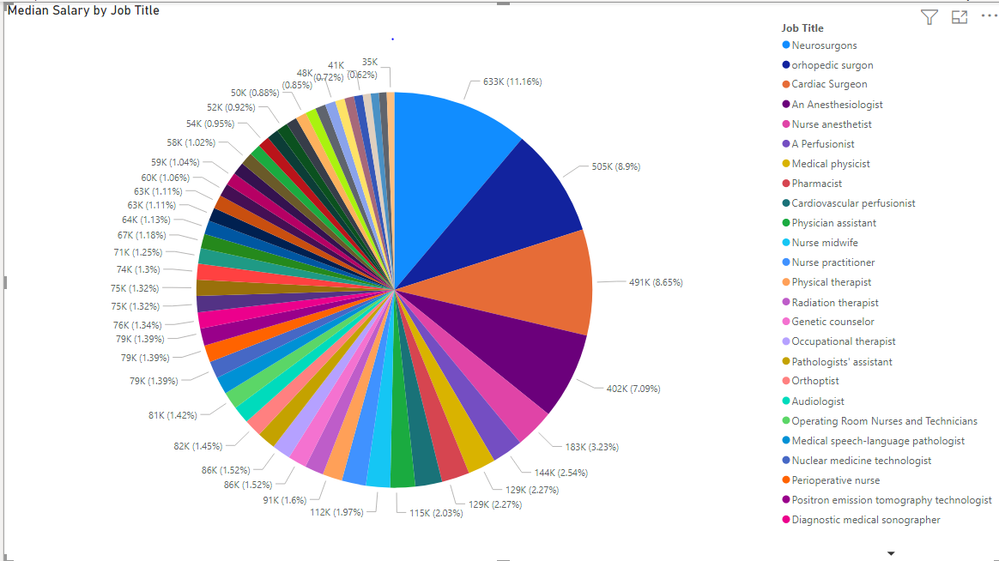 Median Salary by Job Title
35K
(0.62%)
633K (11.16%)
505K (8.9%)
491K (8.65%)
402K (7.09%)
183K (3.23%)
144K (2.54%)
129K (2.27%)
129K (2.27%)
115K (2.03%)
112K (1.97%)
91K (1.6%)
86K (1.52%)
86K (1.52%)
82K (1.45%)
81K (1.42%)
79K (1.39%)
79K (1.39%)
79K (1.39%)
76K (1.34%)
75K (1.32%)
75K (1.32%)
74K (1.3%)
71K (1.25%)
67K (1.18%)
64K (1.13%)
63K (1.11%)
63K (1.11%)
60K (1.06%)
59K (1.04%)
58K (1.02%)
54K (0.95%)
52K (0.92%)
50K (0.88%)
48K
(0.85%)
41K
(0.72%)
Job Title
Neurosurgons
orhopedic surgon
Cardiac Surgeon
An Anesthesiologist
Nurse anesthetist
A Perfusionist
Medical physicist
Pharmacist
Cardiovascular perfusionist
Physician assistant
Nurse midwife
Nurse practitioner
Physical therapist
Radiation therapist
Genetic counselor
Occupational therapist
Pathologists' assistant
Orthoptist
Audiologist
Operating Room Nurses and Technicians
Medical speech-language pathologist
Nuclear medicine technologist
Perioperative nurse
Positron emission tomography technologist
Diagnostic medical sonographer